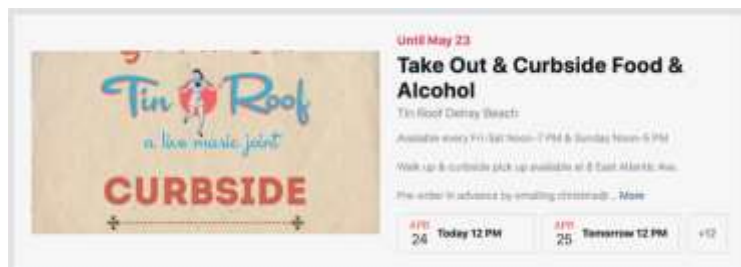 Tin Roof
a live music joint
CURBSIDE
Until May 23
Take Out & Curbside Food &
Alcohol
Tin Roof Delray Beach
Available every Fri-Sat Noon-7 PM & Sunday Noon-5 PM
Walk up & curbside pick up available at 8 East Atlantic Ave.
Pre-order in advance by emailing christina@... More
APR
24 Today 12 PM
APR
25 Tomorrow 12 PM
+12